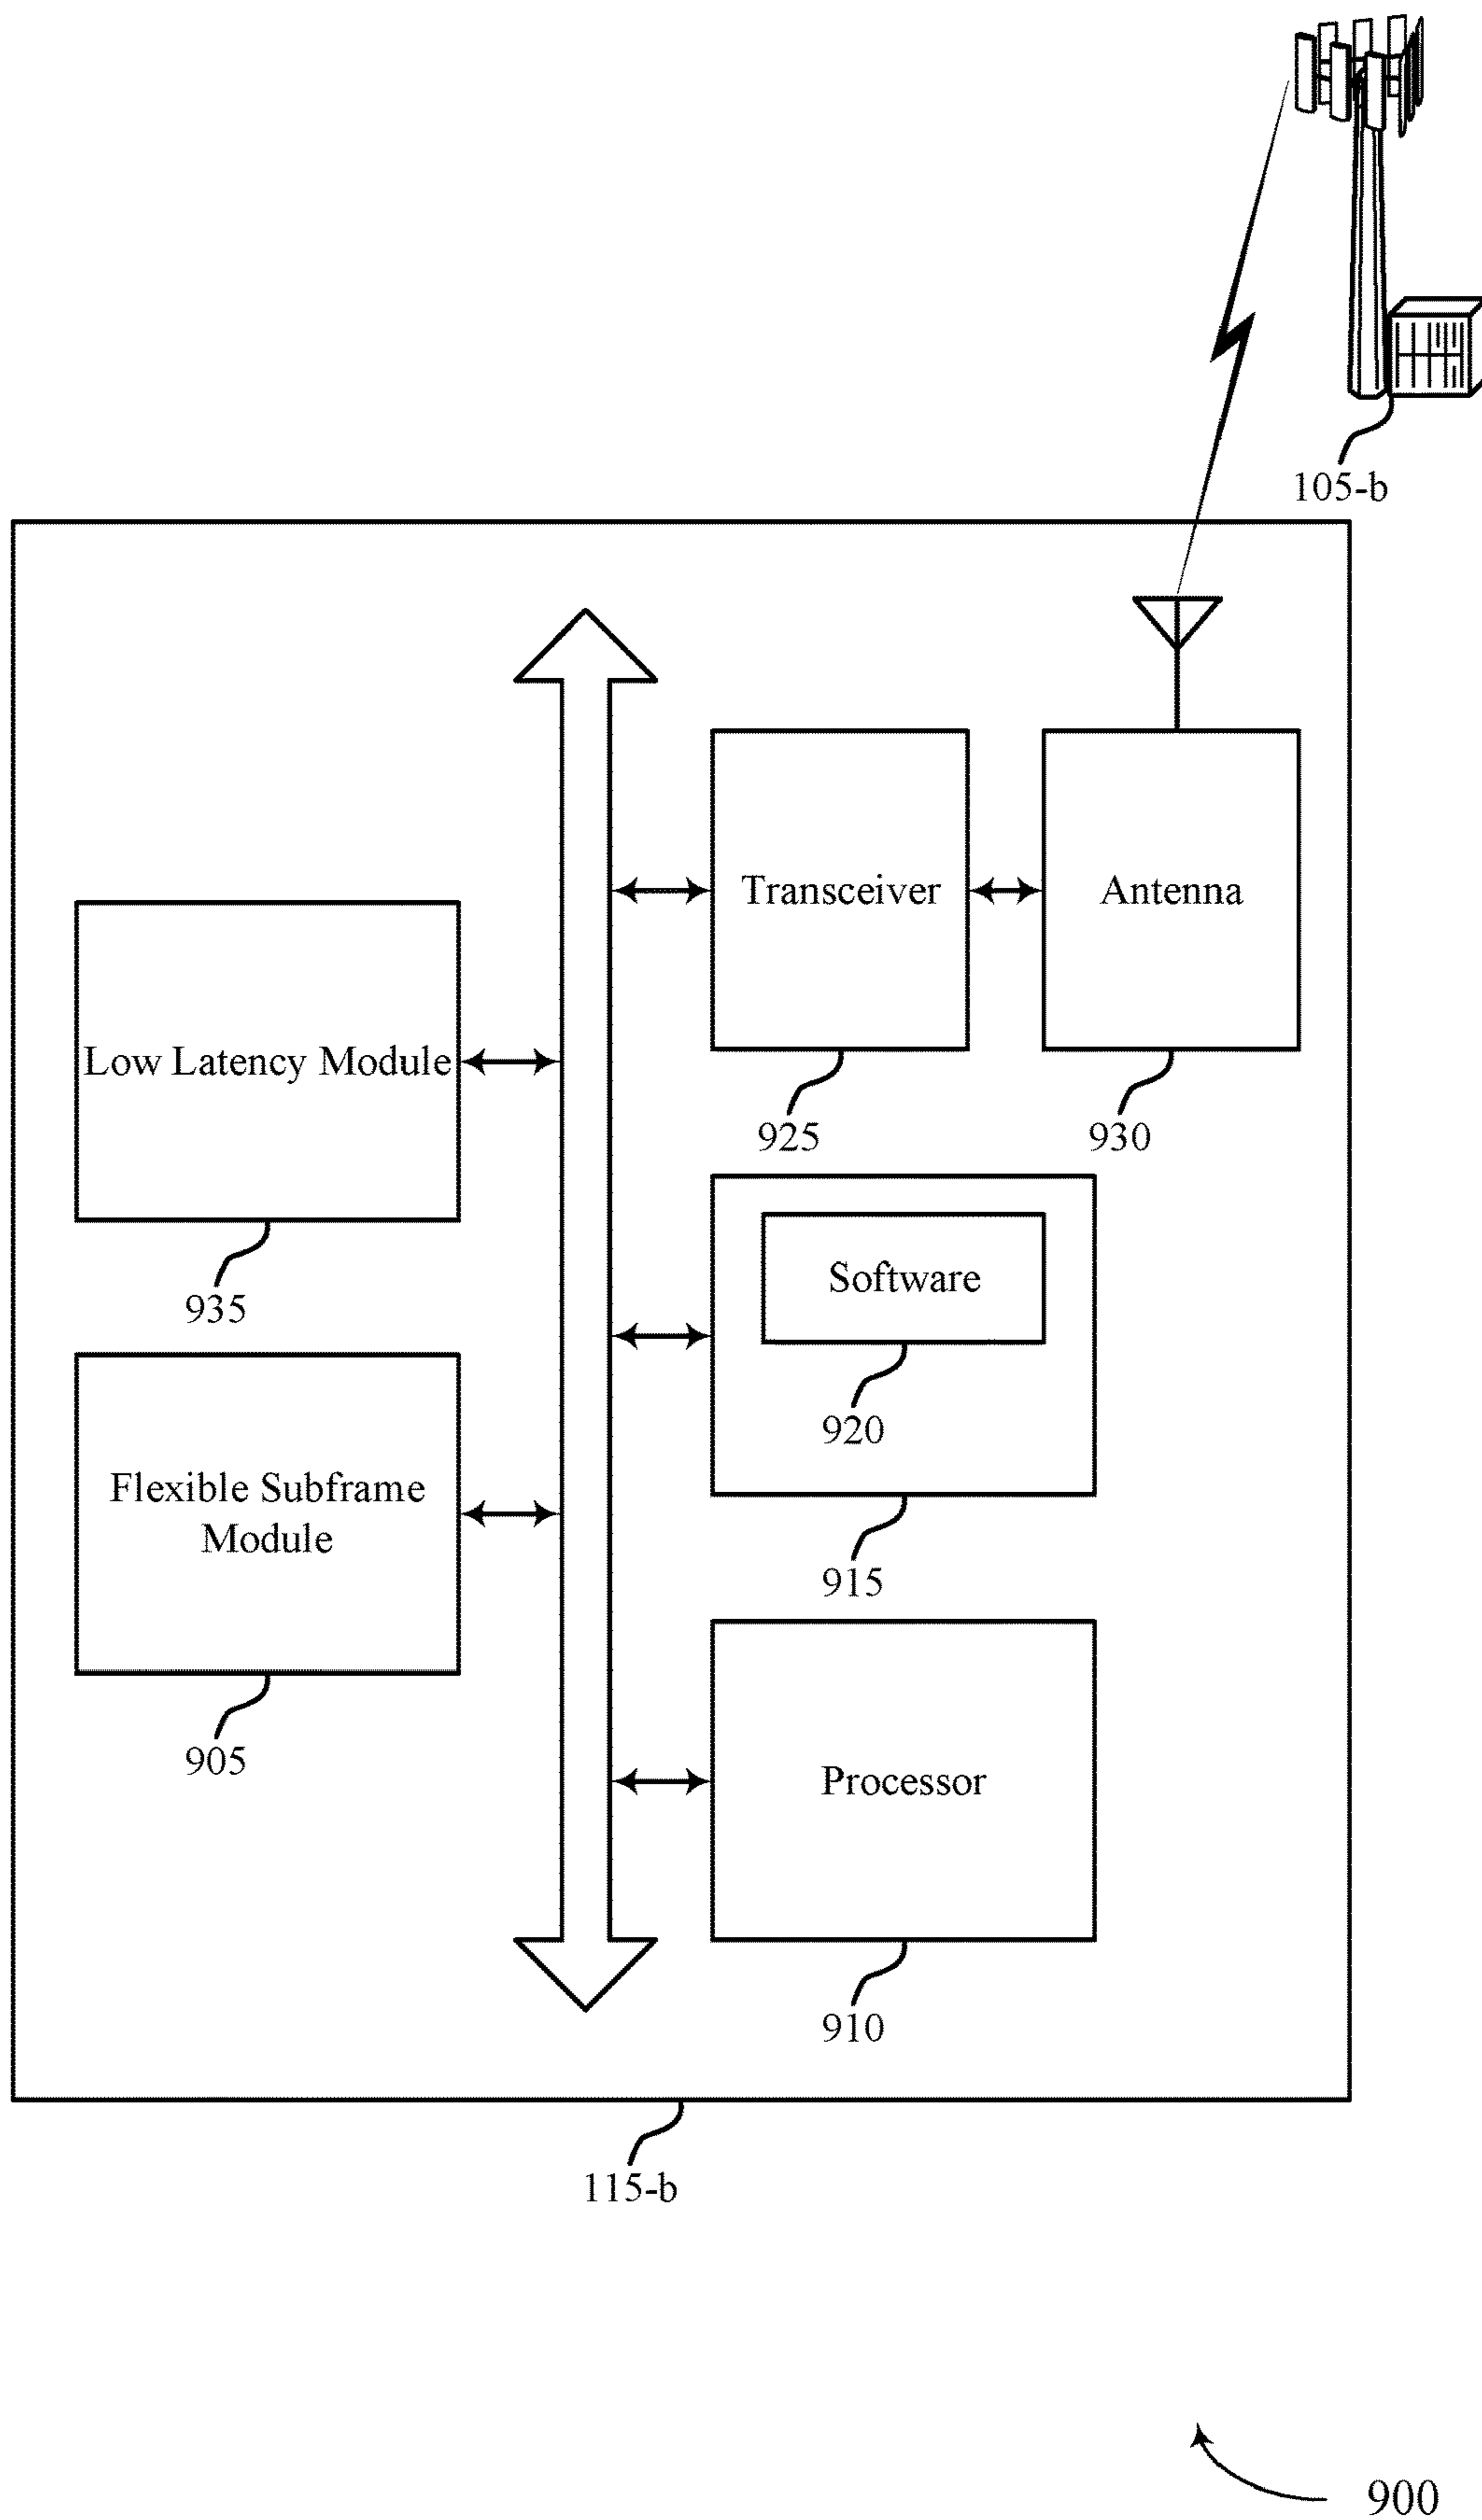 105-b
Transceiver
Antenna
Low Latency Module
925
930
Software
935
920
Flexible Subframe
Module
915
905
Processor
910
115-b
900